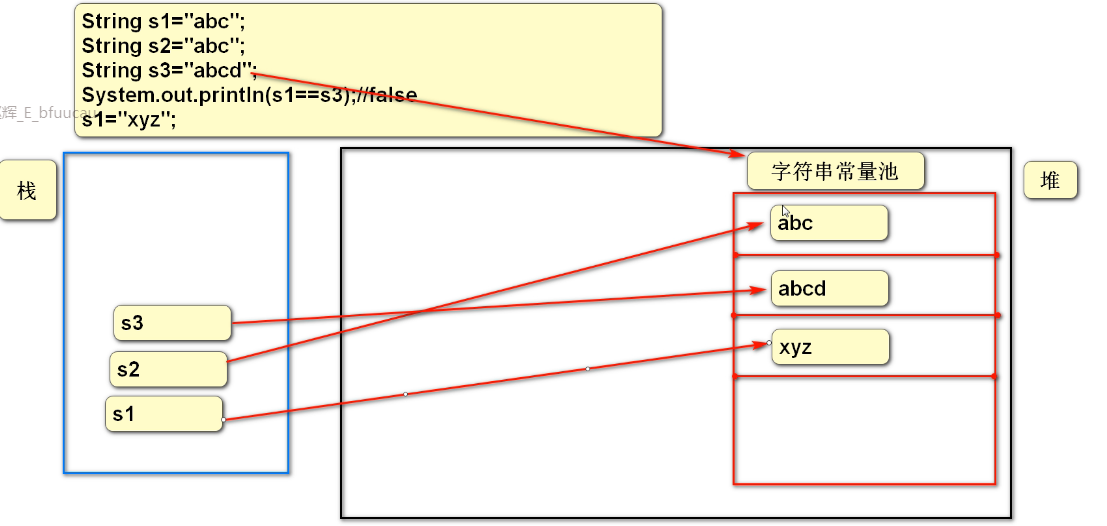 String s1="abc";
String s2="abc";
String s3="abcd";
System.out.println(s1==s3);//false
辉_E_bfuucau
s1="xyz";
栈
字符串常量池
堆
abc
abcd
s3
xyz
s2
s1